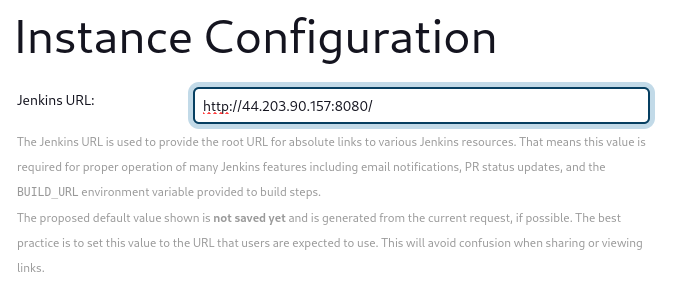 Instance Configuration
Jenkins URL: http://44.203.90.157:8080/
The Jenkins URL is used to provide the root URL for absolute links to various Jenkins resources. That means this value is
required for proper operation of many Jenkins features including email notifications, PR status updates, and the
BUILD_URL environment variable provided to build steps.
The proposed default value shown is not saved yet and is generated from the current request, if possible. The best
practice is to set this value to the URL that users are expected to use. This will avoid confusion when sharing or viewing
links.